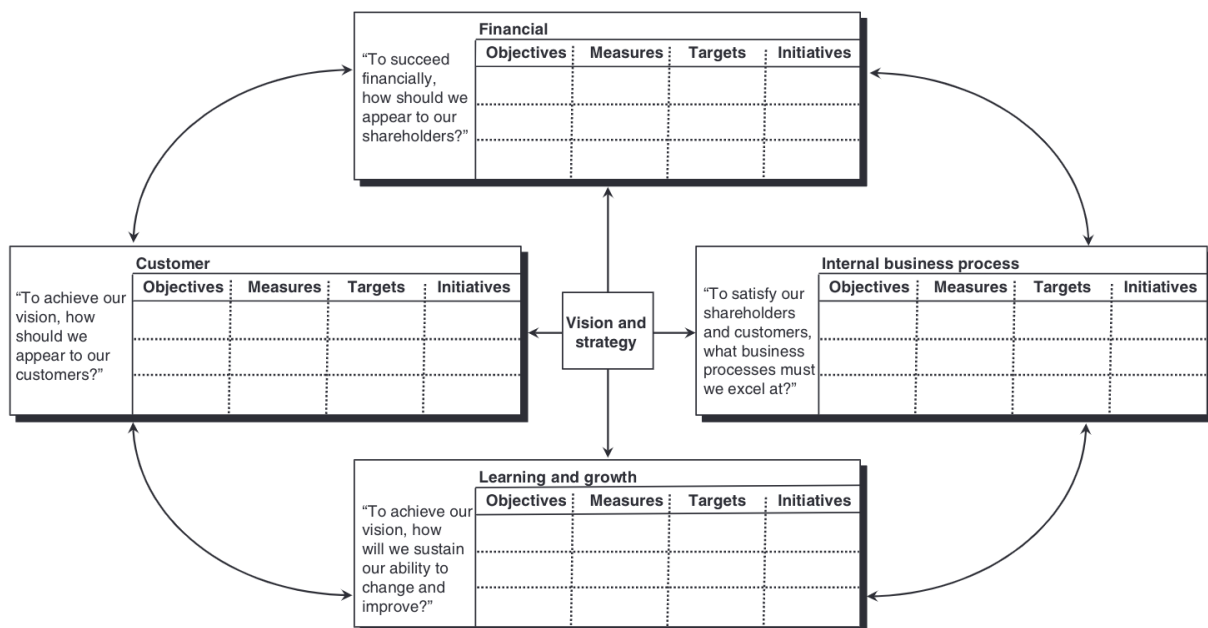 Financial
Objectives Measures Targets Initiatives
“To succeed
financially,
how should we
appear to our
shareholders?”
Customer
Objectives Measures Targets Initiatives
“To achieve our
vision, how
should we
appear to our
customers?”
Vision and
strategy
Internal business process
Objectives Measures Targets Initiatives
“To satisfy our
shareholders
and customers,
what business
processes must
we excel at?”
Learning and growth
Objectives Measures Targets Initiatives
“To achieve our
vision, how
will we sustain
our ability to
change and
improve?”